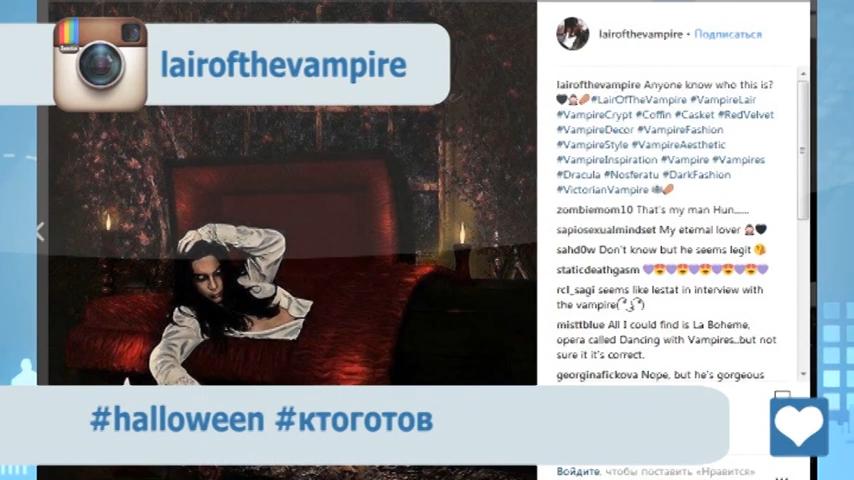 lairofthevampire
lairofthevampire • Подписаться
lairofthevampire Anyone know who this is?
#LairOfTheVampire #VampireLair
#VampireCrypt #Coffin #Casket #RedVelvet
#VampireDecor #VampireFashion
#VampireStyle #VampireAesthetic
#VampireInspiration #Vampire #Vampires
#Dracula #Nosferatu #DarkFashion
#VictorianVampire
zombiemom10 That's my man Hun......
sapiosexualmindset My eternal lover
sahd0w Don't know but he seems legit
staticdeathgasm
rcl_sagi seems like lestat in interview with
the vampire( ͡° ͜ʖ ͡°)
misttblue All I could find is La Boheme,
opera called Dancing with Vampires..but not
sure it it's correct.
georginafickova Nope, but he's gorgeous
#halloween #ктоготов
Войдите, чтобы поставить «Нравится»